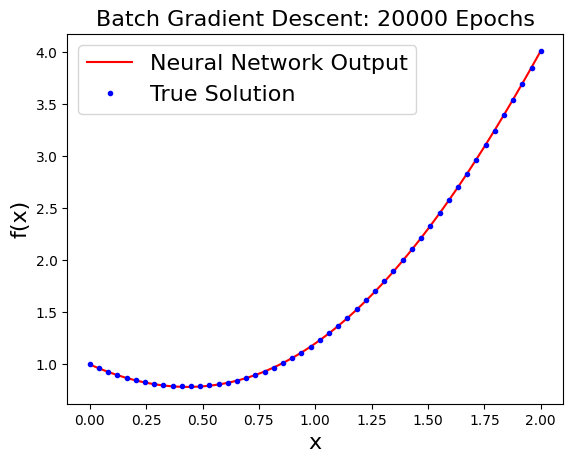 Batch Gradient Descent: 20000 Epochs
Neural Network Output
True Solution
f(x)
4.0
3.5
3.0
2.5
2.0
1.5
1.0
0.00 0.25 0.50 0.75 1.00 1.25 1.50 1.75 2.00
x